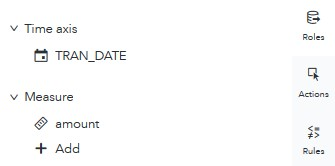 Time axis
TRAN_DATE
Measure
amount
+ Add
Roles
Actions
<=
≠>
Rules